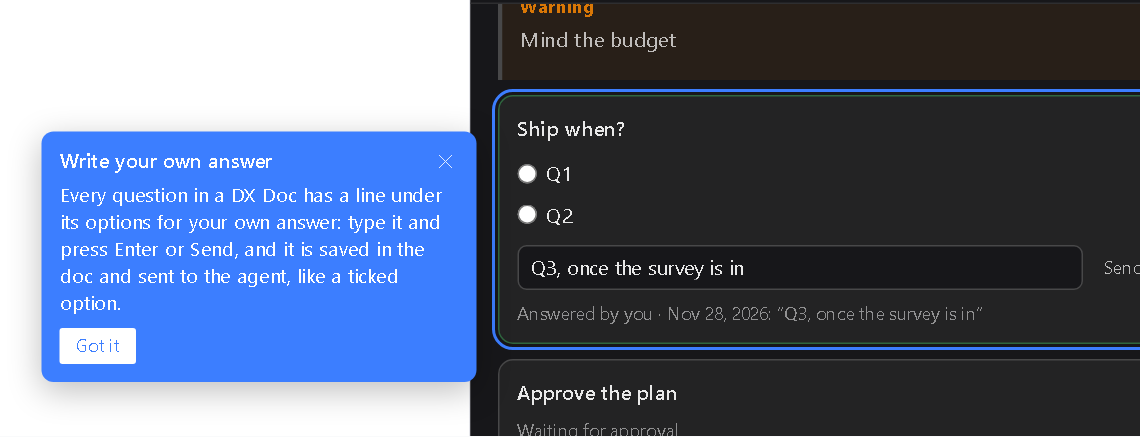 Warning
Mind the budget
Write your own answer
Every question in a DX Doc has a line under
its options for your own answer: type it and
press Enter or Send, and it is saved in the
doc and sent to the agent, like a ticked
option.
Got it
Ship when?
Q1
Q2
Q3, once the survey is in
Send
Answered by you · Nov 28, 2026: “Q3, once the survey is in”
Approve the plan
Waiting for approval